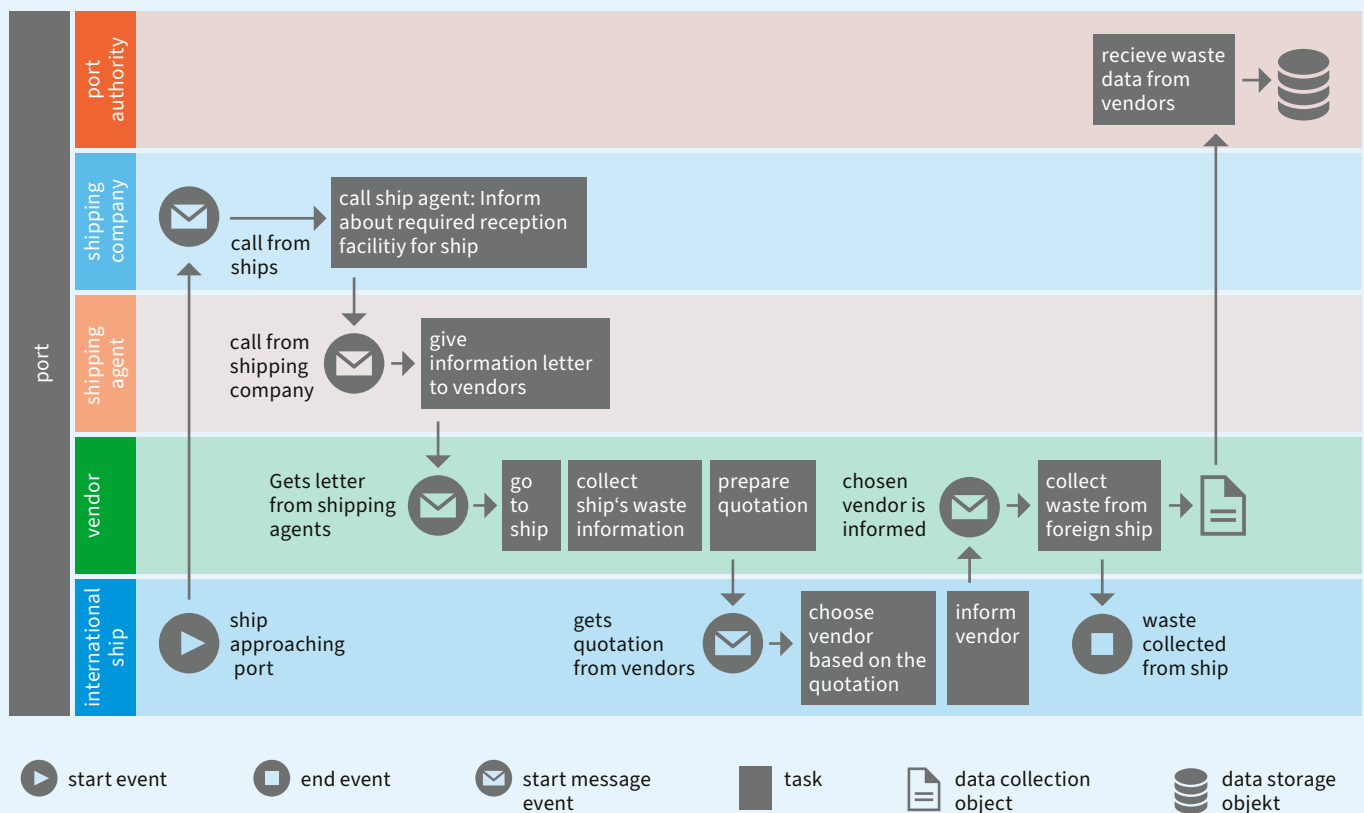 port
port
authority
recieve waste
data from
vendors
shipping
company
call from
ships
call ship agent: Inform
about required reception
facilitiy for ship
shipping
agent
call from
shipping
company
give
information letter
to vendors
vendor
Gets letter
from shipping
agents
go
to
ship
collect
ship‘s waste
information
prepare
quotation
chosen
vendor is
informed
collect
waste from
foreign ship
international
ship
ship
approaching
port
gets
quotation
from vendors
choose
vendor
based on the
quotation
inform
vendor
waste
collected
from ship
start event
end event
start message
event
task
data collection
object
data storage
objekt